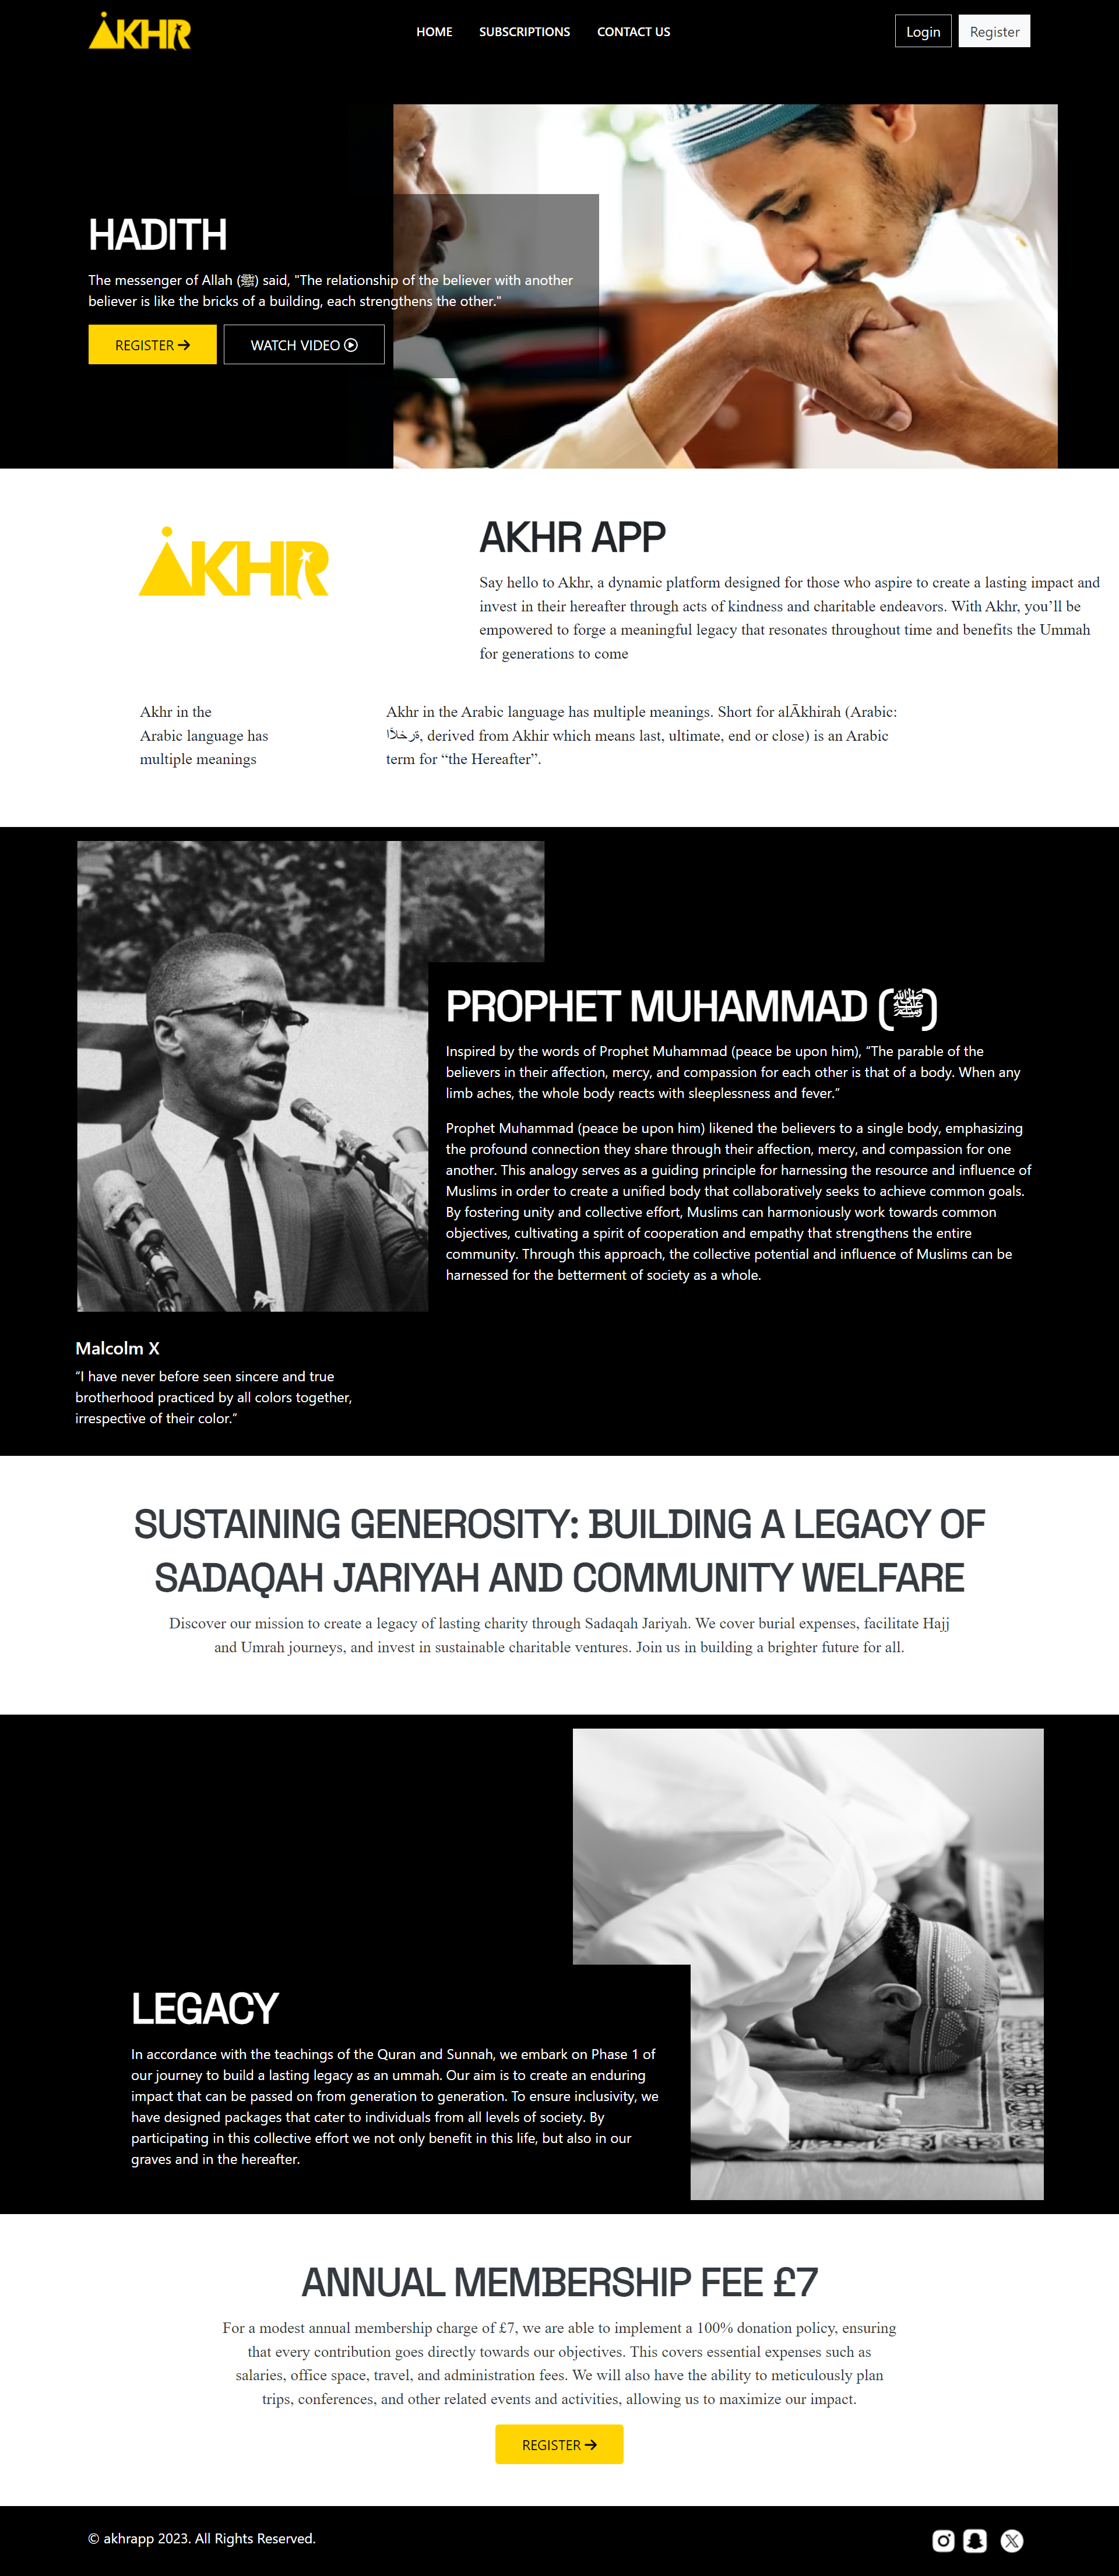 AKHR
HOME
SUBSCRIPTIONS
CONTACT US
Login
Register
HADITH
The messenger of Allah (ﷺ) said, "The relationship of the believer with another
believer is like the bricks of a building, each strengthens the other."
REGISTER
WATCH VIDEO
AKHR
AKHR APP
Say hello to Akhr, a dynamic platform designed for those who aspire to create a lasting impact and
invest in their hereafter through acts of kindness and charitable endeavors. With Akhr, you’ll be
empowered to forge a meaningful legacy that resonates throughout time and benefits the Ummah
for generations to come
Akhr in the
Arabic language has
multiple meanings
Akhr in the Arabic language has multiple meanings. Short for alĀkhirah (Arabic:
ةرخلآا, derived from Akhir which means last, ultimate, end or close) is an Arabic
term for “the Hereafter”.
PROPHET MUHAMMAD (ﷺ)
Inspired by the words of Prophet Muhammad (peace be upon him), “The parable of the
believers in their affection, mercy, and compassion for each other is that of a body. When any
limb aches, the whole body reacts with sleeplessness and fever.”
Prophet Muhammad (peace be upon him) likened the believers to a single body, emphasizing
the profound connection they share through their affection, mercy, and compassion for one
another. This analogy serves as a guiding principle for harnessing the resource and influence of
Muslims in order to create a unified body that collaboratively seeks to achieve common goals.
By fostering unity and collective effort, Muslims can harmoniously work towards common
objectives, cultivating a spirit of cooperation and empathy that strengthens the entire
community. Through this approach, the collective potential and influence of Muslims can be
harnessed for the betterment of society as a whole.
Malcolm X
“I have never before seen sincere and true
brotherhood practiced by all colors together,
irrespective of their color.”
SUSTAINING GENEROSITY: BUILDING A LEGACY OF
SADAQAH JARIYAH AND COMMUNITY WELFARE
Discover our mission to create a legacy of lasting charity through Sadaqah Jariyah. We cover burial expenses, facilitate Hajj
and Umrah journeys, and invest in sustainable charitable ventures. Join us in building a brighter future for all.
LEGACY
In accordance with the teachings of the Quran and Sunnah, we embark on Phase 1 of
our journey to build a lasting legacy as an ummah. Our aim is to create an enduring
impact that can be passed on from generation to generation. To ensure inclusivity, we
have designed packages that cater to individuals from all levels of society. By
participating in this collective effort we not only benefit in this life, but also in our
graves and in the hereafter.
ANNUAL MEMBERSHIP FEE £7
For a modest annual membership charge of £7, we are able to implement a 100% donation policy, ensuring
that every contribution goes directly towards our objectives. This covers essential expenses such as
salaries, office space, travel, and administration fees. We will also have the ability to meticulously plan
trips, conferences, and other related events and activities, allowing us to maximize our impact.
REGISTER
© akhrapp 2023. All Rights Reserved.